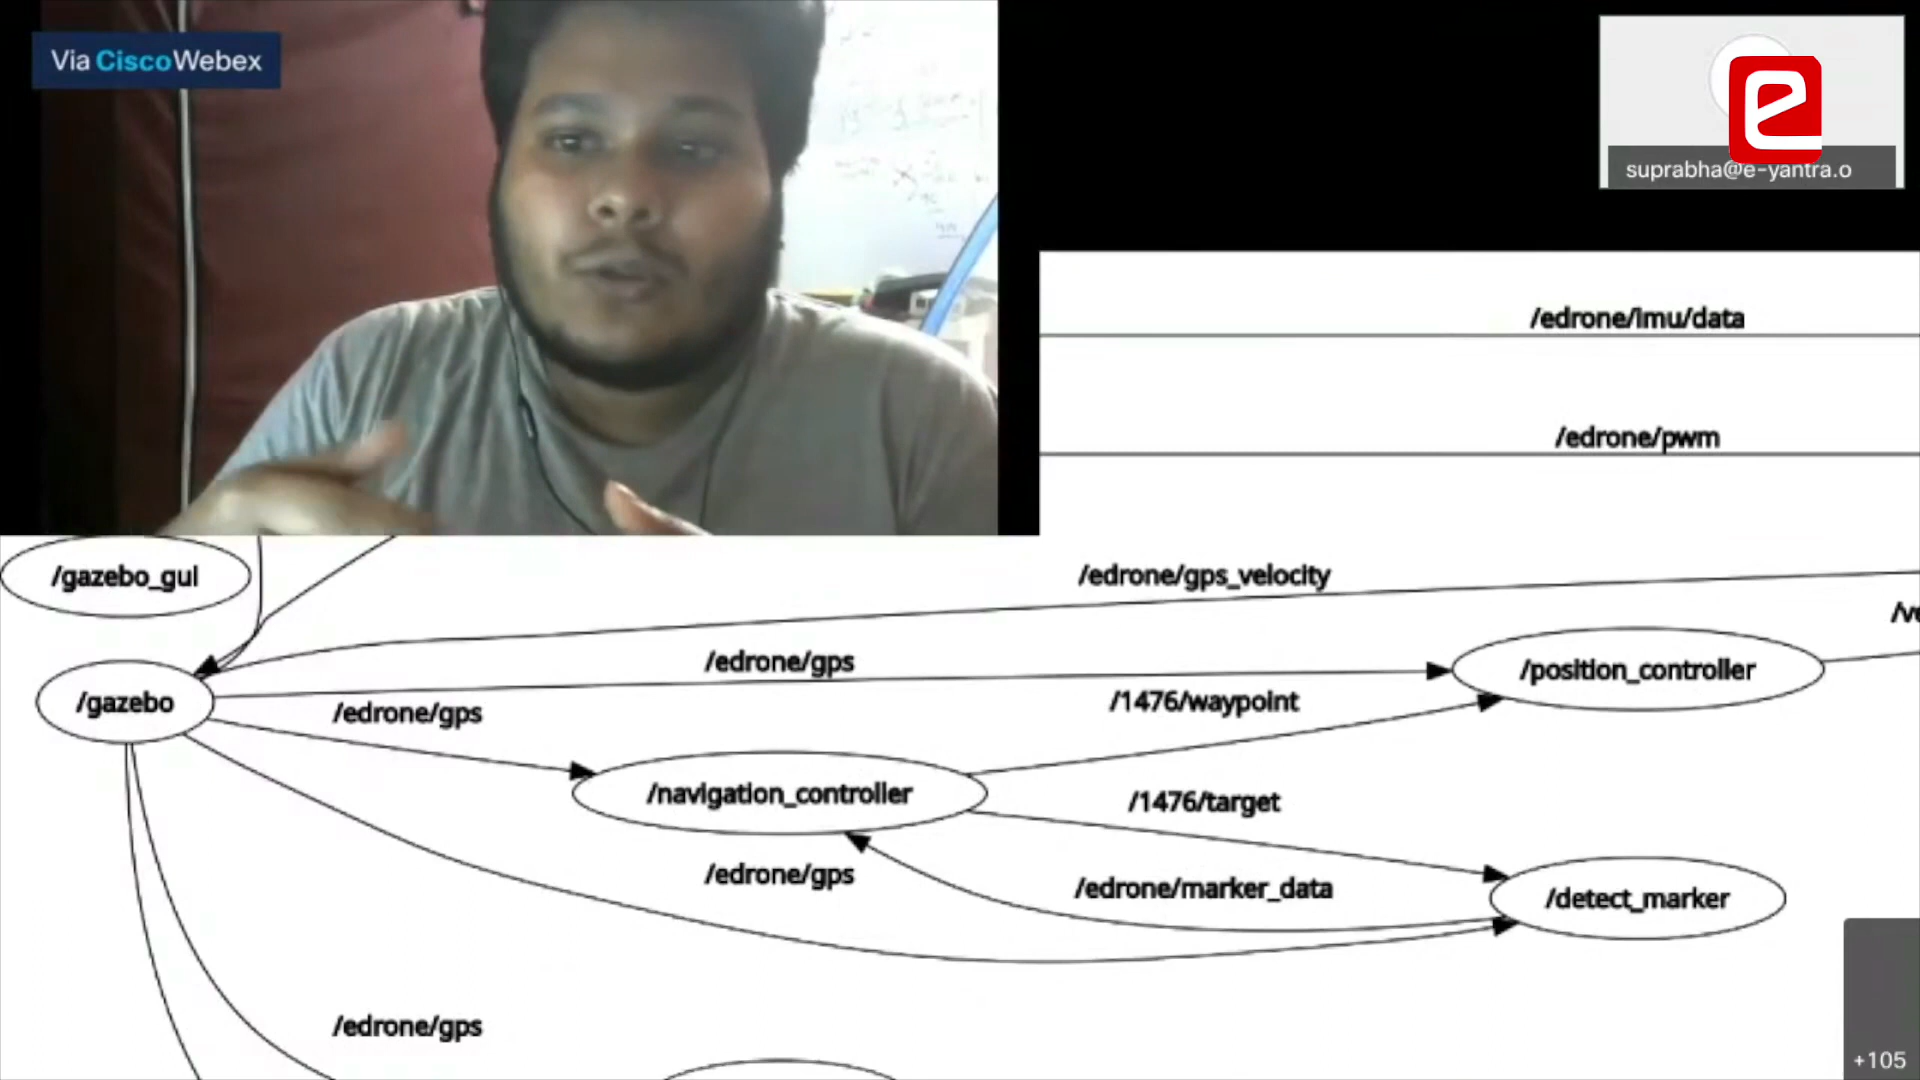 Via CiscoWebex
suprabha@e-yantra.o
/edrone/imu/data
/edrone/pwm
/gazebo_gui
/edrone/gps_velocity
/ve
/edrone/gps
/position_controller
/gazebo
/edrone/gps
/1476/waypoint
/navigation_controller
/1476/target
/edrone/gps
/edrone/marker_data
/detect_marker
/edrone/gps
+105